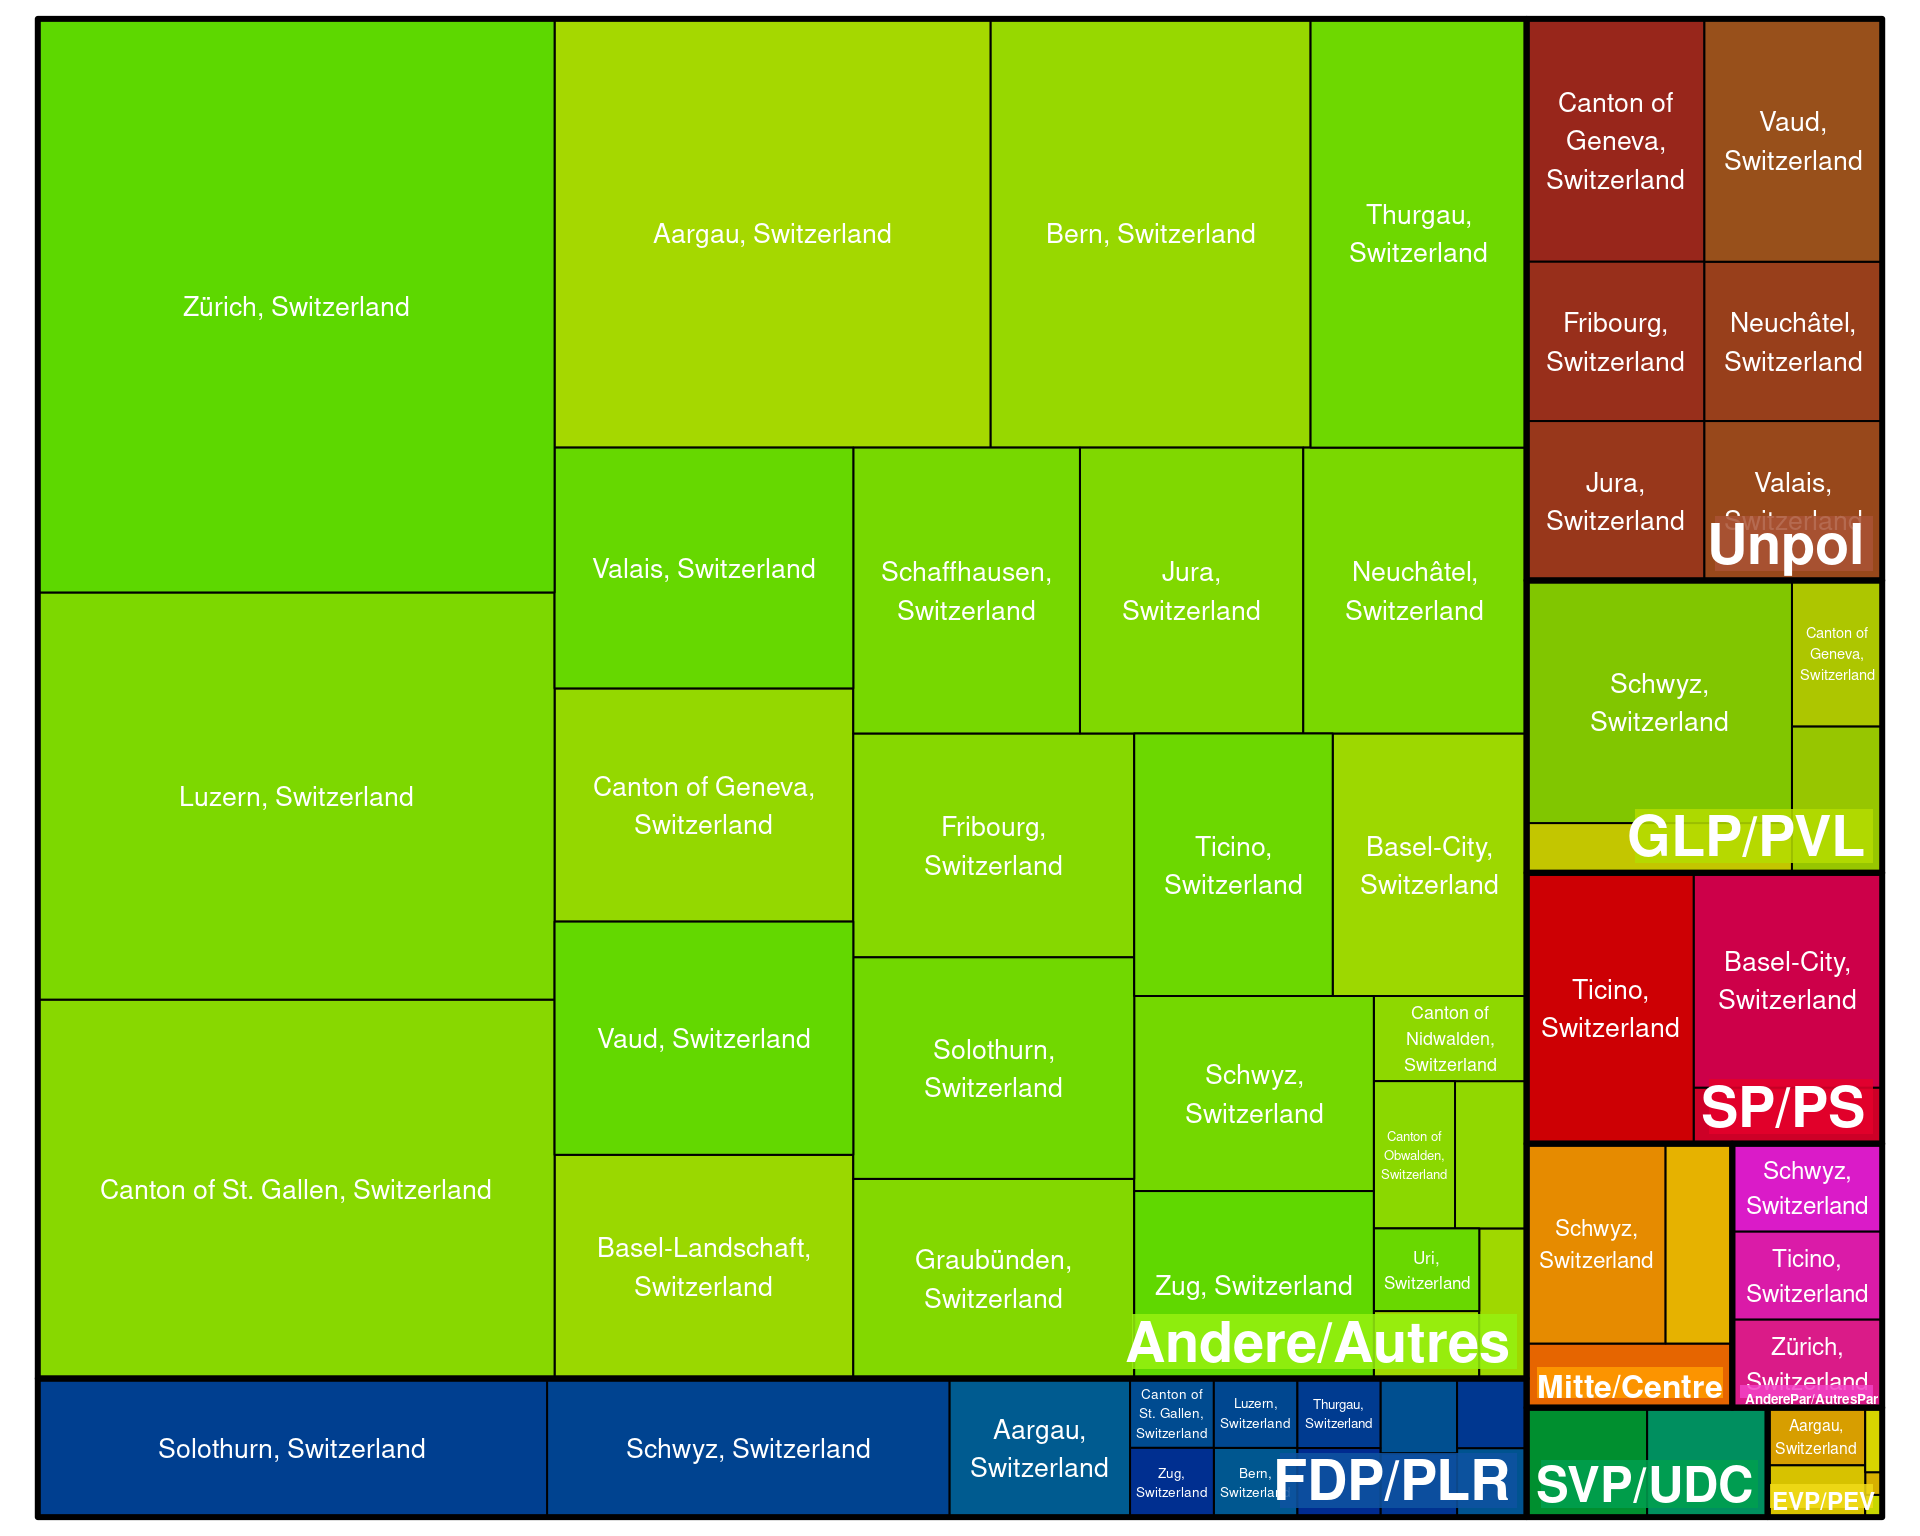 Zürich, Switzerland
Luzern, Switzerland
Canton of St. Gallen, Switzerland
Aargau, Switzerland
Bern, Switzerland
Thurgau,
Switzerland
Valais, Switzerland
Schaffhausen,
Switzerland
Jura,
Switzerland
Neuchâtel,
Switzerland
Canton of Geneva,
Switzerland
Fribourg,
Switzerland
Ticino,
Switzerland
Basel-City,
Switzerland
Vaud, Switzerland
Solothurn,
Switzerland
Schwyz,
Switzerland
Canton of
Nidwalden,
Switzerland
Canton of
Obwalden,
Switzerland
Basel-Landschaft,
Switzerland
Graubünden,
Switzerland
Zug, Switzerland
Uri,
Switzerland
Andere/Autres
Solothurn, Switzerland
Schwyz, Switzerland
Aargau,
Switzerland
Canton of
St. Gallen,
Switzerland
Luzern,
Switzerland
Thurgau,
Switzerland
Zug,
Switzerland
Bern,
Switzerland
FDP/PLR
Canton of
Geneva,
Switzerland
Vaud,
Switzerland
Fribourg,
Switzerland
Neuchâtel,
Switzerland
Jura,
Switzerland
Valais,
Switzerland
Unpol
Schwyz,
Switzerland
Canton of
Geneva,
Switzerland
GLP/PVL
Ticino,
Switzerland
Basel-City,
Switzerland
SP/PS
Schwyz,
Switzerland
Mitte/Centre
Schwyz,
Switzerland
Ticino,
Switzerland
Zürich,
Switzerland
AnderePar/AutresPar
SVP/UDC
Aargau,
Switzerland
EVP/PEV